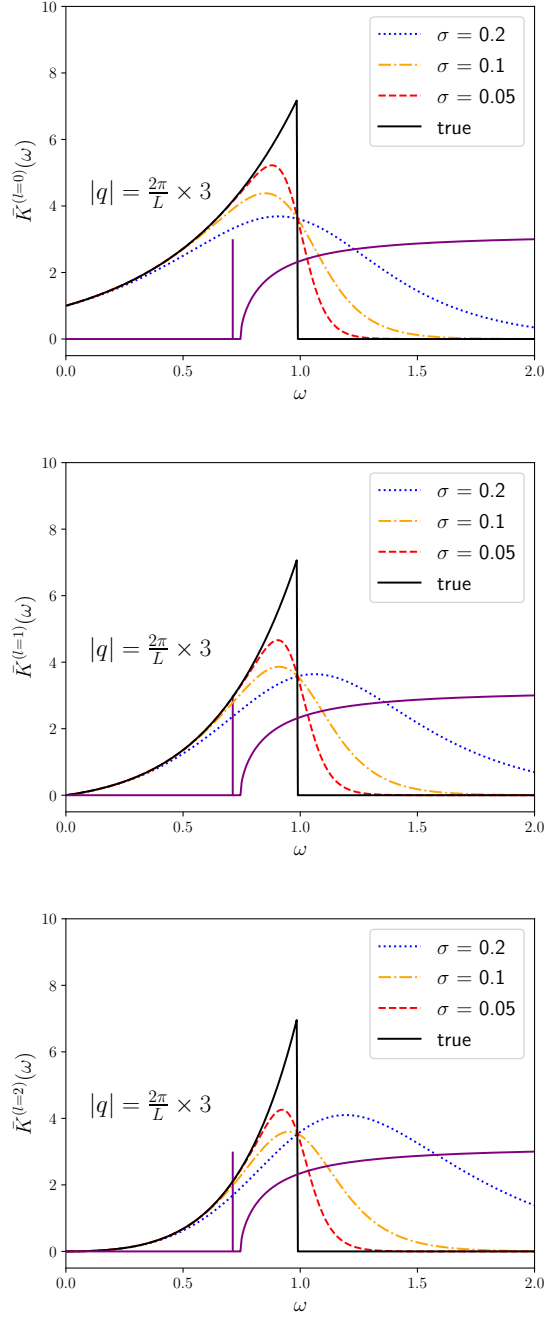 10
8
6
4
2
0
K̄^(l=0)(ω)
|q| = 2π/L × 3
σ = 0.2
σ = 0.1
σ = 0.05
true
0.0 0.5 1.0 1.5 2.0
ω
10
8
6
4
2
0
K̄^(l=1)(ω)
|q| = 2π/L × 3
σ = 0.2
σ = 0.1
σ = 0.05
true
0.0 0.5 1.0 1.5 2.0
ω
10
8
6
4
2
0
K̄^(l=2)(ω)
|q| = 2π/L × 3
σ = 0.2
σ = 0.1
σ = 0.05
true
0.0 0.5 1.0 1.5 2.0
ω